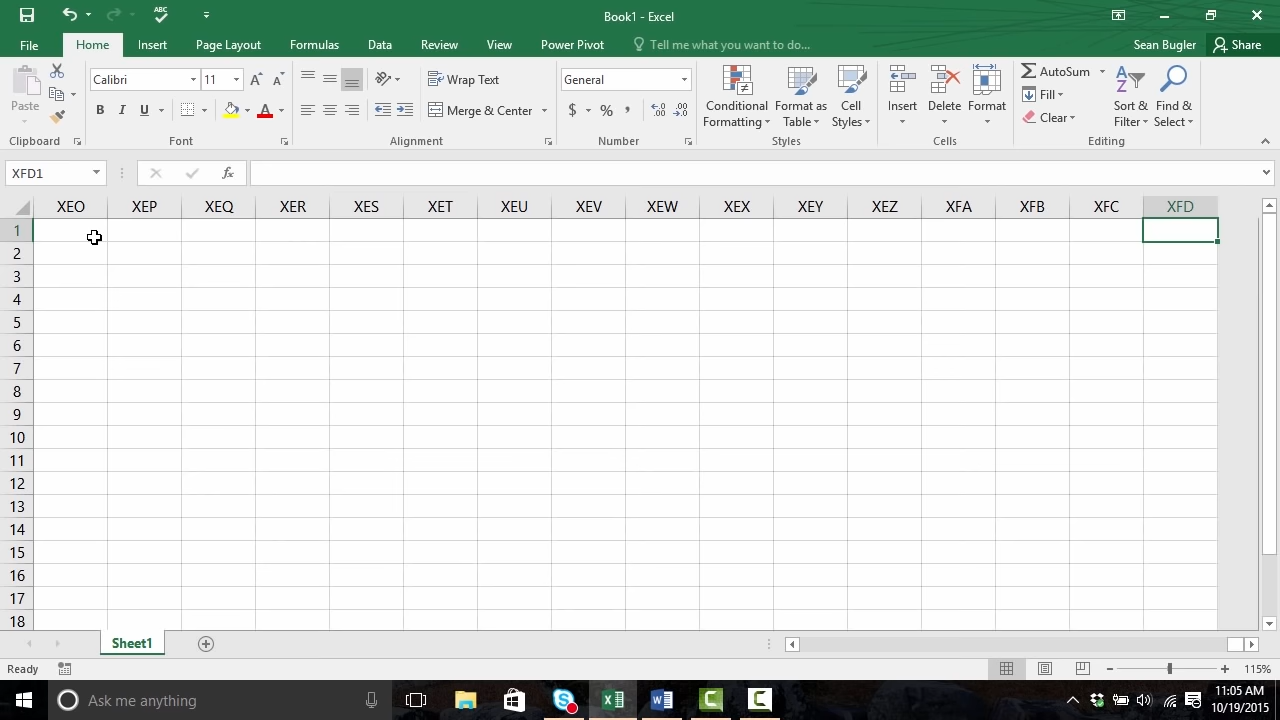 Book1 - Excel
File Home Insert Page Layout Formulas Data Review View Power Pivot Tell me what you want to do... Sean Bugler Share
Paste
Calibri 11
Wrap Text
General
Conditional Formatting
Format as Table
Cell Styles
Insert
Delete
Format
AutoSum
Fill
Clear
Sort & Filter
Find & Select
B I U
A
Merge & Center
$ % ,
Clipboard Font Alignment Number Styles Cells Editing
XFD1 fx
XEO XEP XEQ XER XES XET XEU XEV XEW XEX XEY XEZ XFA XFB XFC XFD
1
2
3
4
5
6
7
8
9
10
11
12
13
14
15
16
17
18
Sheet1
Ready 115%
Ask me anything
11:05 AM
10/19/2015